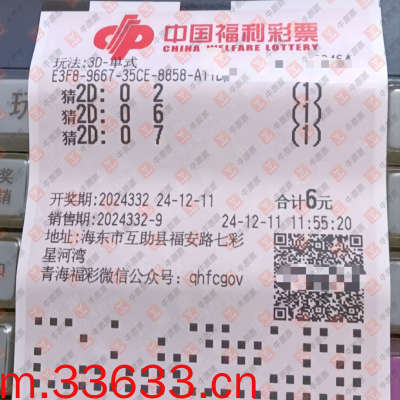 中国福利彩票
CHINA WELFARE LOTTERY
玩法:3D-单式
E3F8-9667-35CE-8858-A11
猜2D: 0 2 (1)
猜2D: 0 6 (1)
猜2D: 0 7 (1)
开奖期:2024332 24-12-11 合计6元
销售期:2024332-9 24-12-11 11:55:20
地址:海东市互助县福安路七彩
星河湾
青海福彩微信公众号: qhfcgov
m.33633.cn